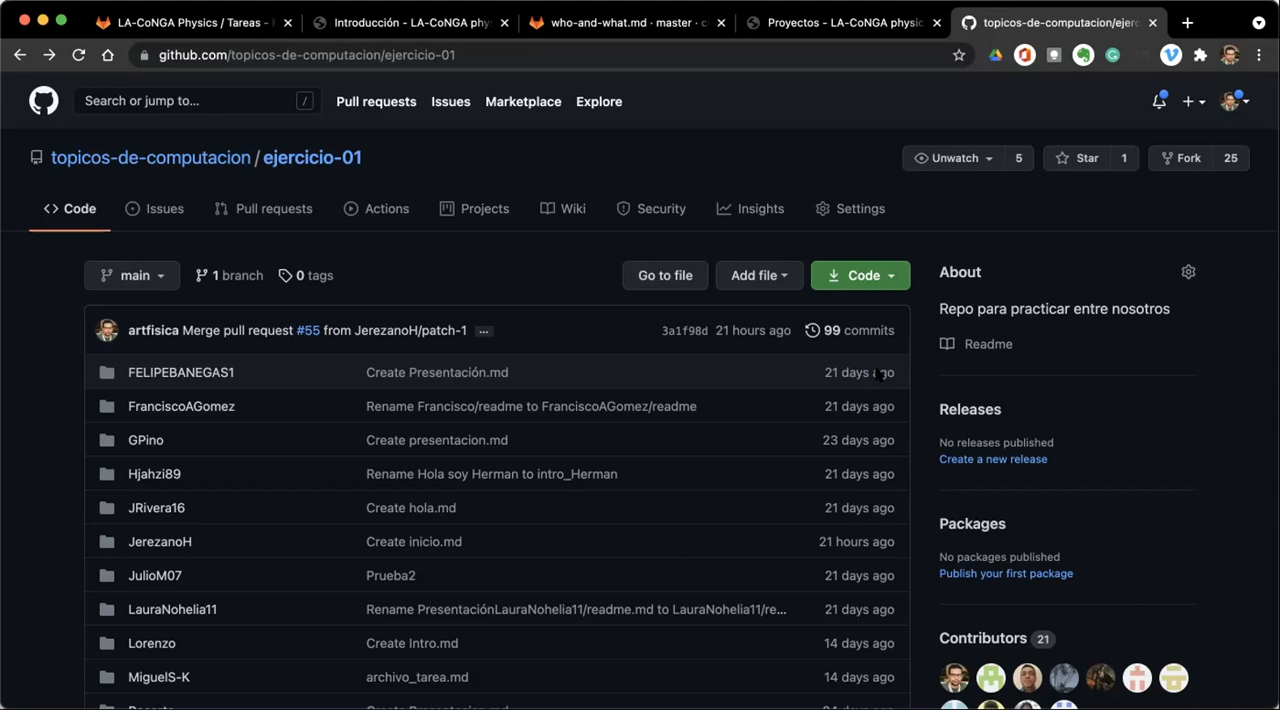 LA-CoNGA Physics / Tareas -
Introducción - LA-CoNGA phy
who-and-what.md · master · c
Proyectos - LA-CoNGA physic
topicos-de-computacion/ejer
github.com/topicos-de-computacion/ejercicio-01
Search or jump to... /
Pull requests Issues Marketplace Explore
topicos-de-computacion / ejercicio-01
Unwatch 5 Star 1 Fork 25
Code Issues Pull requests Actions Projects Wiki Security Insights Settings
main 1 branch 0 tags Go to file Add file Code
artfisica Merge pull request #55 from JerezanoH/patch-1 ... 3a1f98d 21 hours ago 99 commits
FELIPEBANEGAS1 Create Presentación.md 21 days ago
FranciscoAGomez Rename Francisco/readme to FranciscoAGomez/readme 21 days ago
GPino Create presentacion.md 23 days ago
Hjahzi89 Rename Hola soy Herman to intro_Herman 21 days ago
JRivera16 Create hola.md 21 days ago
JerezanoH Create inicio.md 21 hours ago
JulioM07 Prueba2 21 days ago
LauraNohelia11 Rename PresentaciónLauraNohelia11/readme.md to LauraNohelia11/re... 21 days ago
Lorenzo Create Intro.md 14 days ago
MiguelS-K archivo_tarea.md 14 days ago
About
Repo para practicar entre nosotros
Readme
Releases
No releases published
Create a new release
Packages
No packages published
Publish your first package
Contributors 21